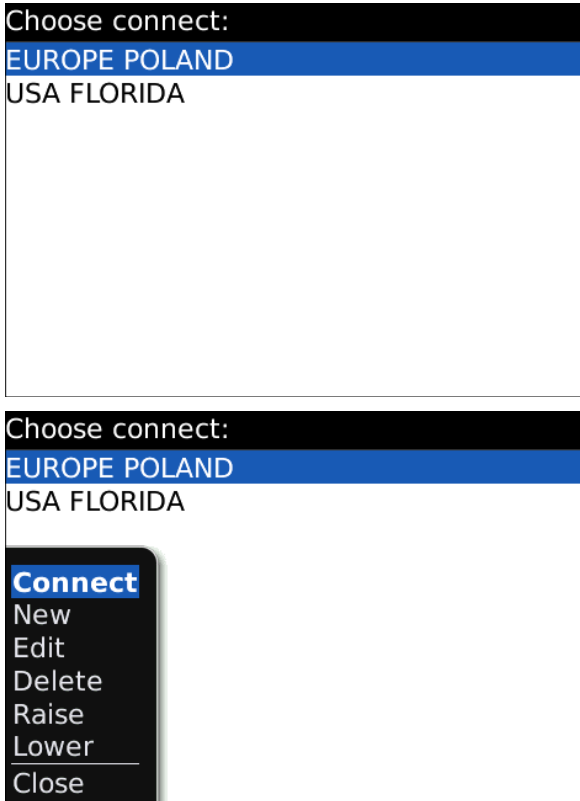 Choose connect:
EUROPE POLAND
USA FLORIDA
Choose connect:
EUROPE POLAND
USA FLORIDA
Connect
New
Edit
Delete
Raise
Lower
Close